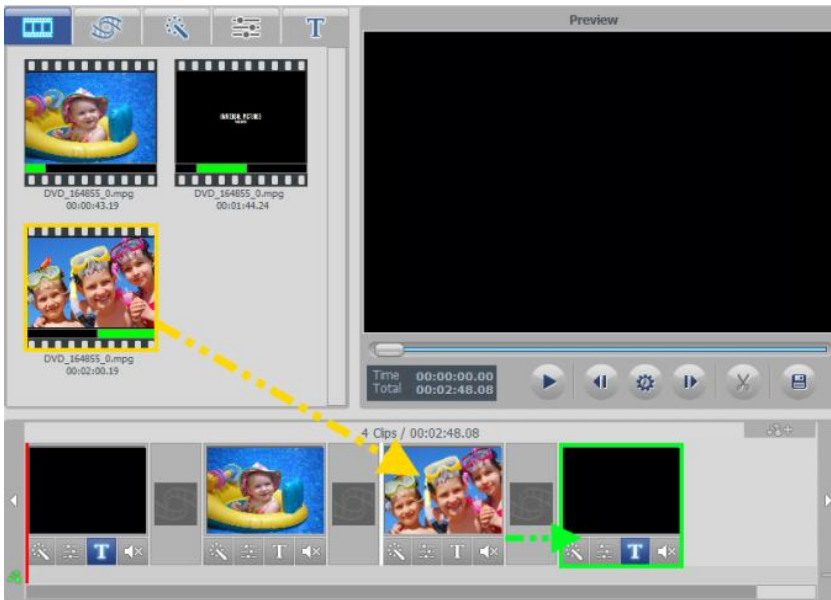 T
Preview
DVD_164855_0.mpg
00:00:43.19
DVD_164855_0.mpg
00:01:44.24
DVD_164855_0.mpg
00:02:00.19
Time 00:00:00.00
Total 00:02:48.08
4 Clips / 00:02:48.08
T T T T